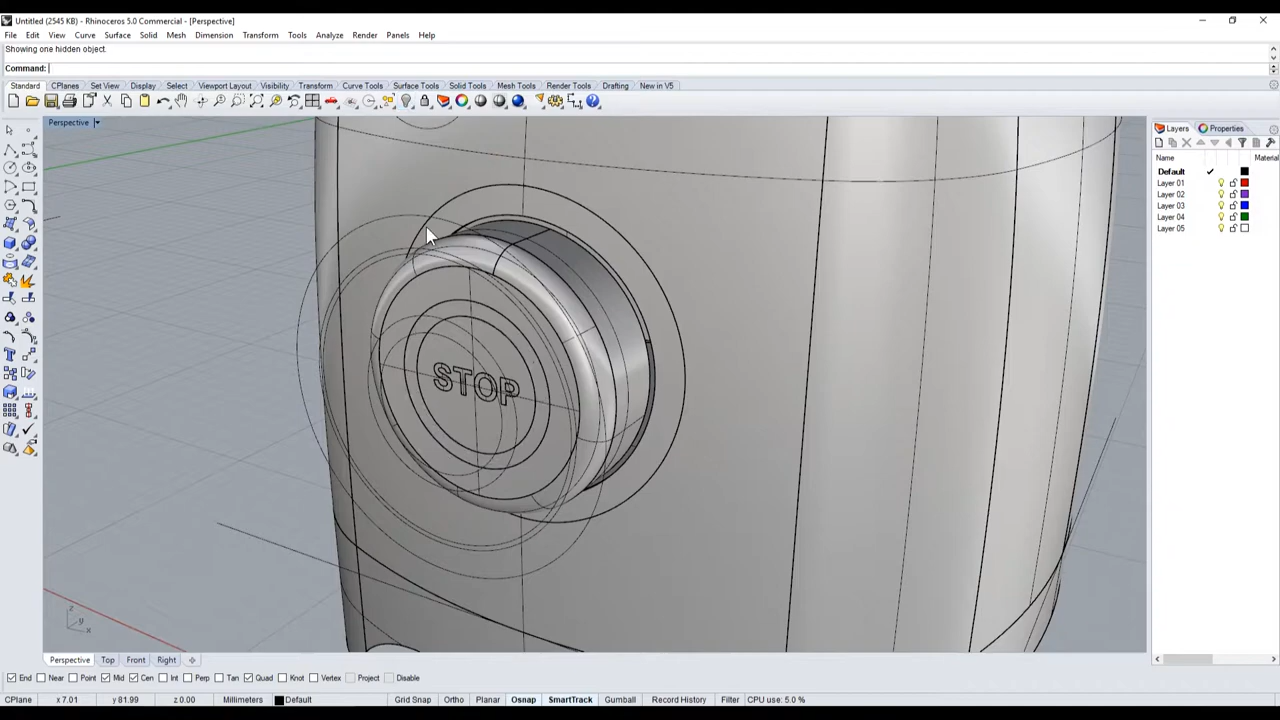 Untitled (2545 KB) - Rhinoceros 5.0 Commercial - [Perspective]
File Edit View Curve Surface Solid Mesh Dimension Transform Tools Analyze Render Panels Help
Showing one hidden object.
Command:
Standard CPlanes Set View Display Select Viewport Layout Visibility Transform Curve Tools Surface Tools Solid Tools Mesh Tools Render Tools Drafting New in V5
Perspective
Layers Properties
Name Material
Default
Layer 01
Layer 02
Layer 03
Layer 04
Layer 05
STOP
z
y
x
Perspective Top Front Right
End Near Point Mid Cen Int Perp Tan Quad Knot Vertex Project Disable
CPlane x 7.01 y 81.99 z 0.00 Millimeters Default Grid Snap Ortho Planar Osnap SmartTrack Gumball Record History Filter CPU use: 5.0 %